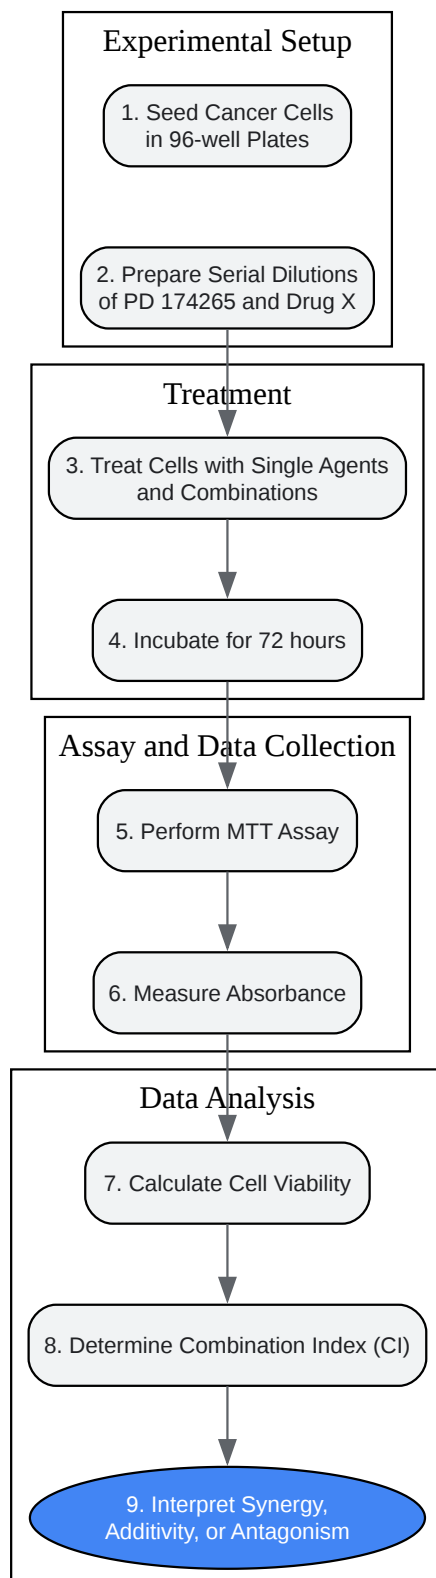 Experimental Setup
1. Seed Cancer Cells
in 96-well Plates
2. Prepare Serial Dilutions
of PD 174265 and Drug X
Treatment
3. Treat Cells with Single Agents
and Combinations
4. Incubate for 72 hours
Assay and Data Collection
5. Perform MTT Assay
6. Measure Absorbance
Data Analysis
7. Calculate Cell Viability
8. Determine Combination Index (CI)
9. Interpret Synergy,
Additivity, or Antagonism